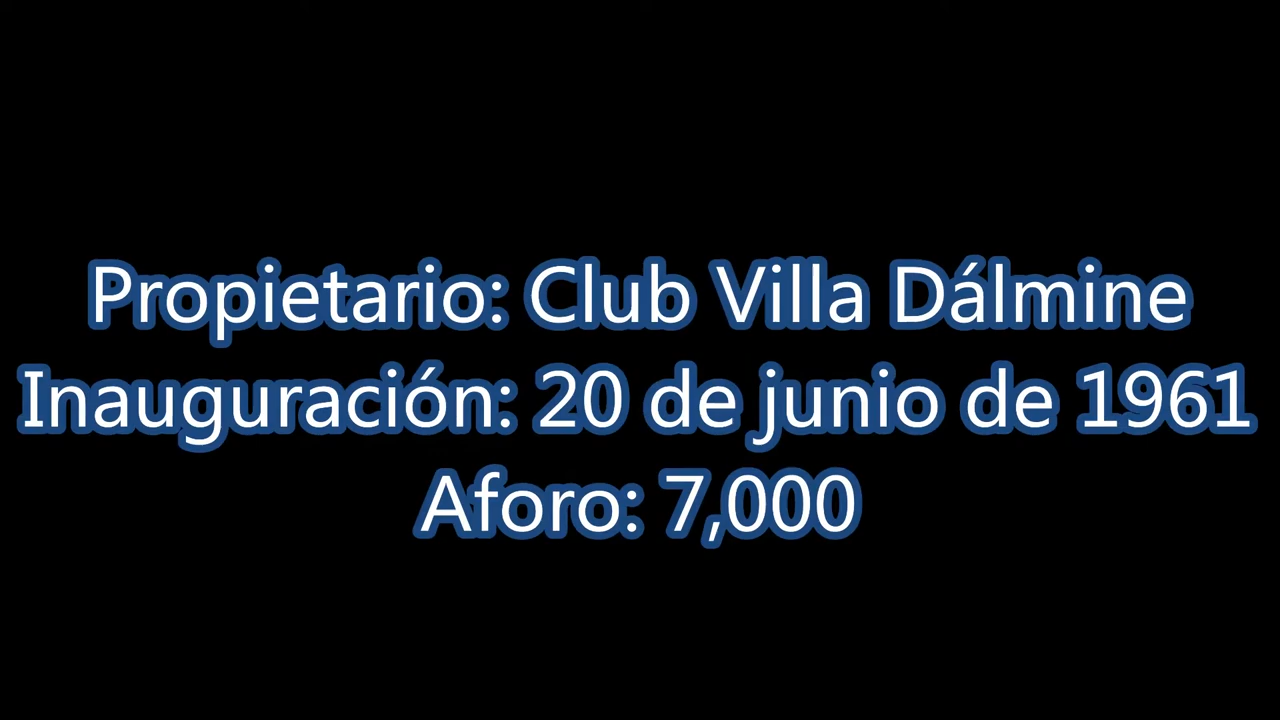 Propietario: Club Villa Dálmine
Inauguración: 20 de junio de 1961
Aforo: 7,000